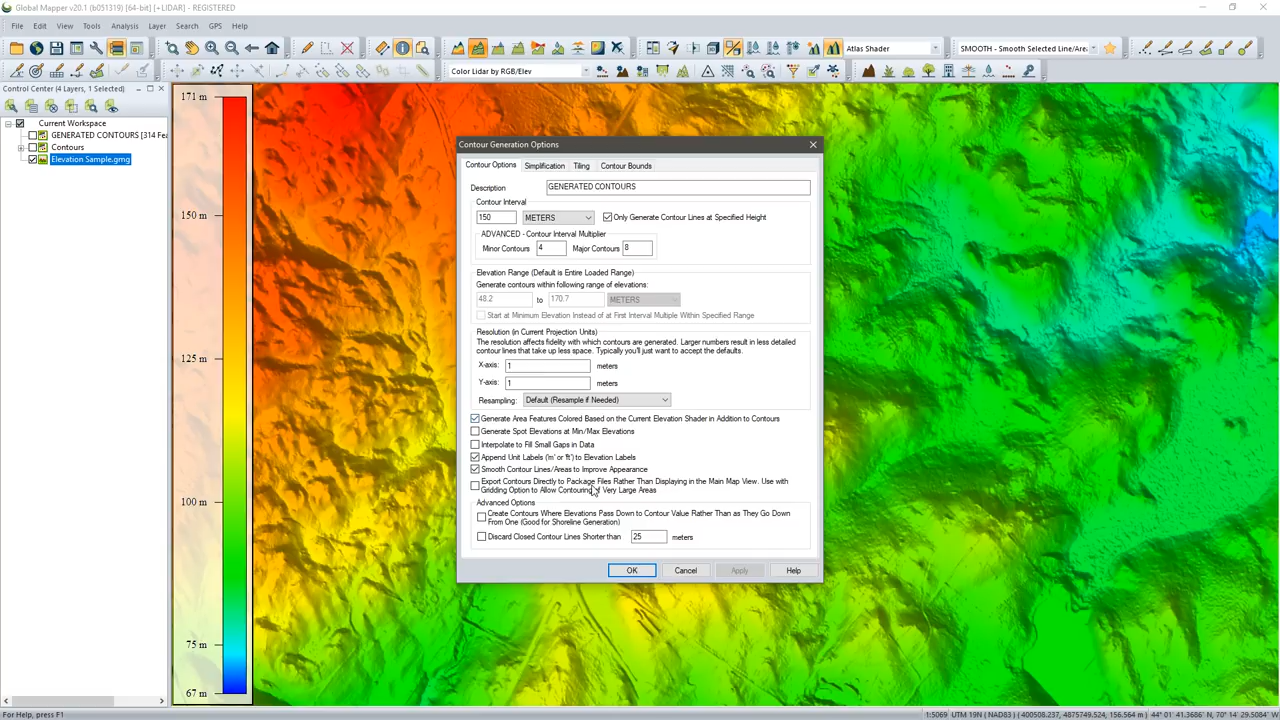 Global Mapper v20.1 (b051319) [64-bit] [+LIDAR] - REGISTERED
File Edit View Tools Analysis Layer Search GPS Help
Atlas Shader
SMOOTH - Smooth Selected Line/Area
Color Lidar by RGB/Elev
Control Center (4 Layers, 1 Selected)
Current Workspace
GENERATED CONTOURS [314 Fea
Contours
Elevation Sample.gmg
171 m
150 m
125 m
100 m
75 m
67 m
Contour Generation Options
Contour Options Simplification Tiling Contour Bounds
Description GENERATED CONTOURS
Contour Interval
150 METERS Only Generate Contour Lines at Specified Height
ADVANCED - Contour Interval Multiplier
Minor Contours 4 Major Contours 8
Elevation Range (Default is Entire Loaded Range)
Generate contours within following range of elevations:
48.2 to 170.7 METERS
Start at Minimum Elevation Instead of at First Interval Multiple Within Specified Range
Resolution (in Current Projection Units)
The resolution affects fidelity with which contours are generated. Larger numbers result in less detailed
contour lines that take up less space. Typically you'll just want to accept the defaults.
X-axis: 1 meters
Y-axis: 1 meters
Resampling: Default (Resample if Needed)
Generate Area Features Colored Based on the Current Elevation Shader in Addition to Contours
Generate Spot Elevations at Min/Max Elevations
Interpolate to Fill Small Gaps in Data
Append Unit Labels ('m' or 'ft') to Elevation Labels
Smooth Contour Lines/Areas to Improve Appearance
Export Contours Directly to Package Files Rather Than Displaying in the Main Map View. Use with
Gridding Option to Allow Contouring of Very Large Areas
Advanced Options
Create Contours Where Elevations Pass Down to Contour Value Rather Than as They Go Down
From One (Good for Shoreline Generation)
Discard Closed Contour Lines Shorter than 25 meters
OK Cancel Apply Help
For Help, press F1
1:5069 UTM 19N (NAD83) (400508.237, 4875749.524, 156.564 m) 44° 01' 41.3686" N, 70° 14' 29.5084" W